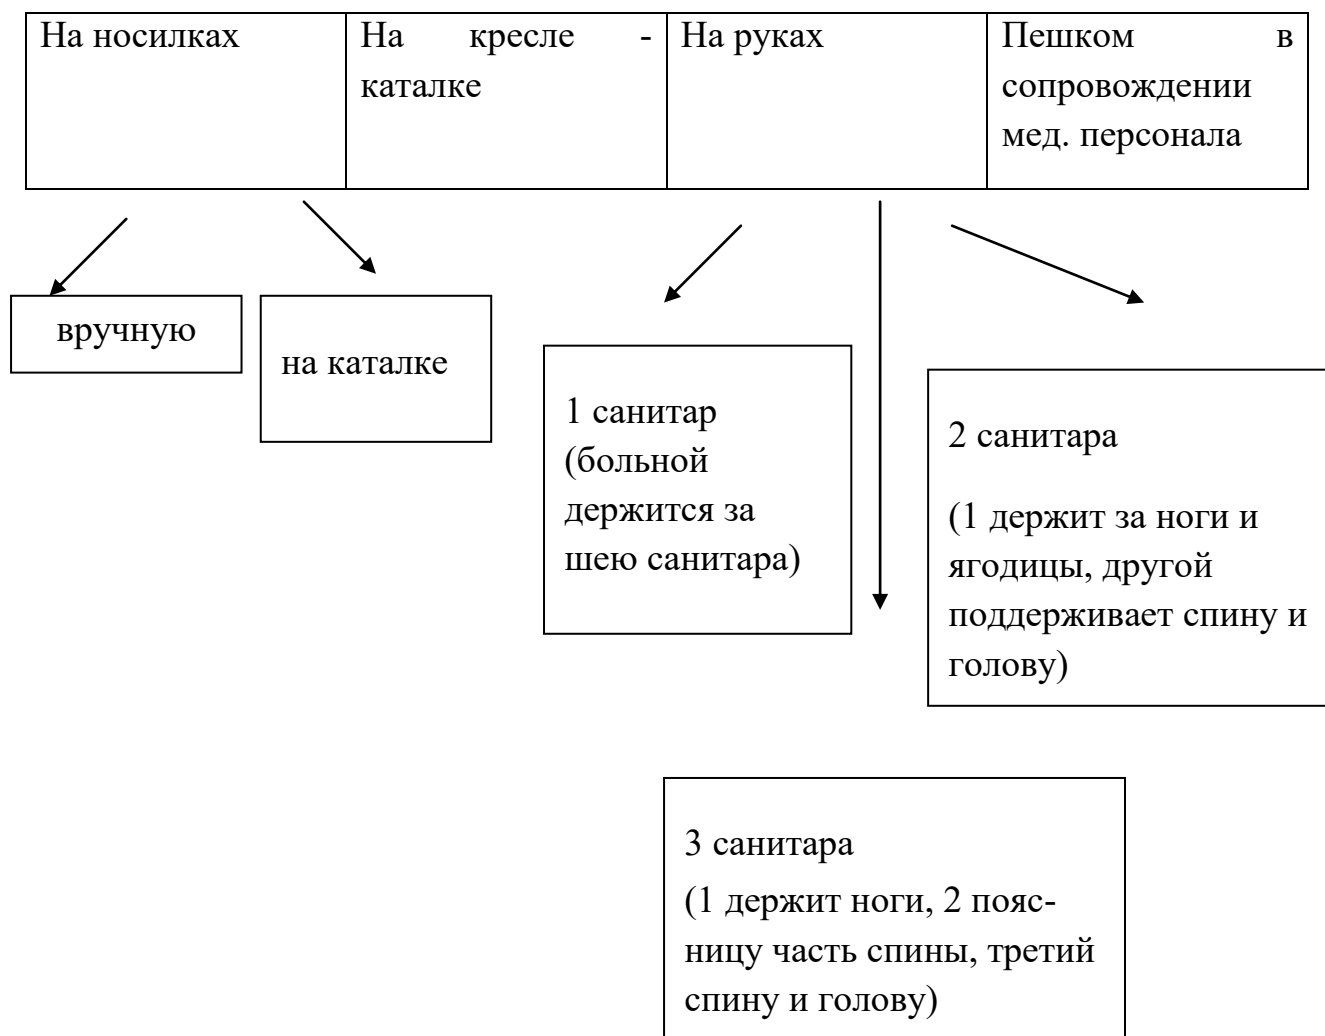 На носилках
На кресле -
каталке
На руках
Пешком в
сопровождении
мед. персонала
вручную
на каталке
1 санитар
(больной
держится за
шею санитара)
2 санитара
(1 держит за ноги и
ягодицы, другой
поддерживает спину и
голову)
3 санитара
(1 держит ноги, 2 пояс-
ницу часть спины, третий
спину и голову)